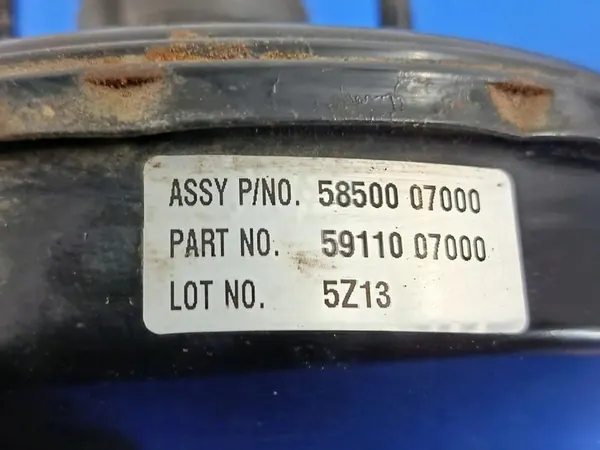 ASSY P/NO. 58500 07000
PART NO. 59110 07000
LOT NO. 5Z13